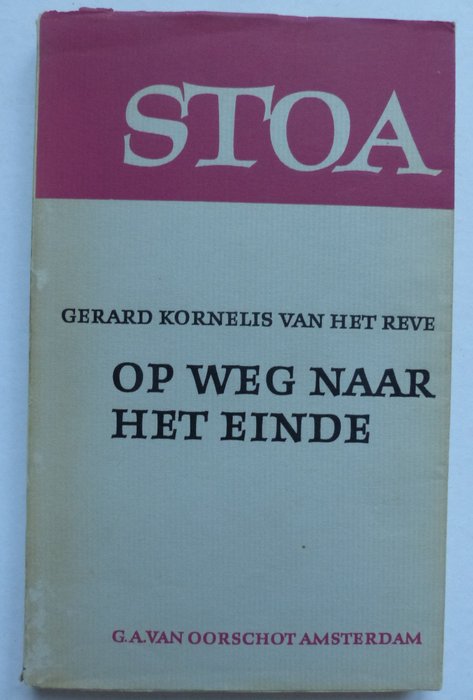 STOA
GERARD KORNELIS VAN HET REVE
OP WEG NAAR
HET EINDE
G.A.VAN OORSCHOT AMSTERDAM